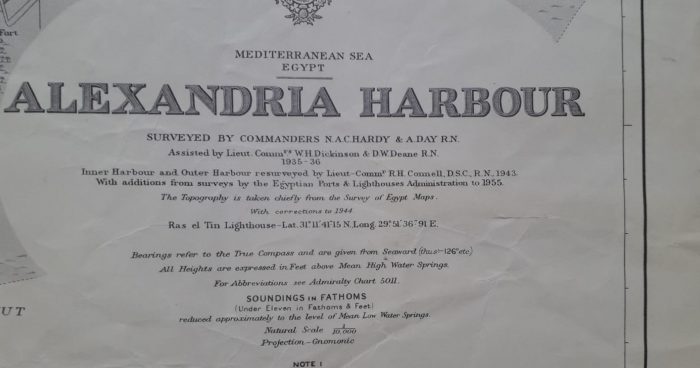 Fort
MEDITERRANEAN SEA
EGYPT
ALEXANDRIA HARBOUR
SURVEYED BY COMMANDERS N.A.C.HARDY & A.DAY R.N.
Assisted by Lieut. Commrs W.H.Dickinson & D.W.Deane R.N.
1935-36
Inner Harbour and Outer Harbour resurveyed by Lieut-Commr R.H. Connell, D.S.C., R.N., 1943.
With additions from surveys by the Egyptian Ports & Lighthouses Administration to 1955.
The Topography is taken chiefly from the Survey of Egypt Maps.
With corrections to 1944.
Ras el Tin Lighthouse-Lat. 31° 11' 41".15 N, Long. 29° 51' 36".91 E.
Bearings refer to the True Compass and are given from Seaward (thus:-126° etc)
All Heights are expressed in Feet above Mean High Water Springs.
For Abbreviations see Admiralty Chart 5011.
SOUNDINGS IN FATHOMS
(Under Eleven in Fathoms & Feet)
reduced approximately to the level of Mean Low Water Springs.
Natural Scale 1/10,000
Projection-Gnomonic
UT
NOTE 1